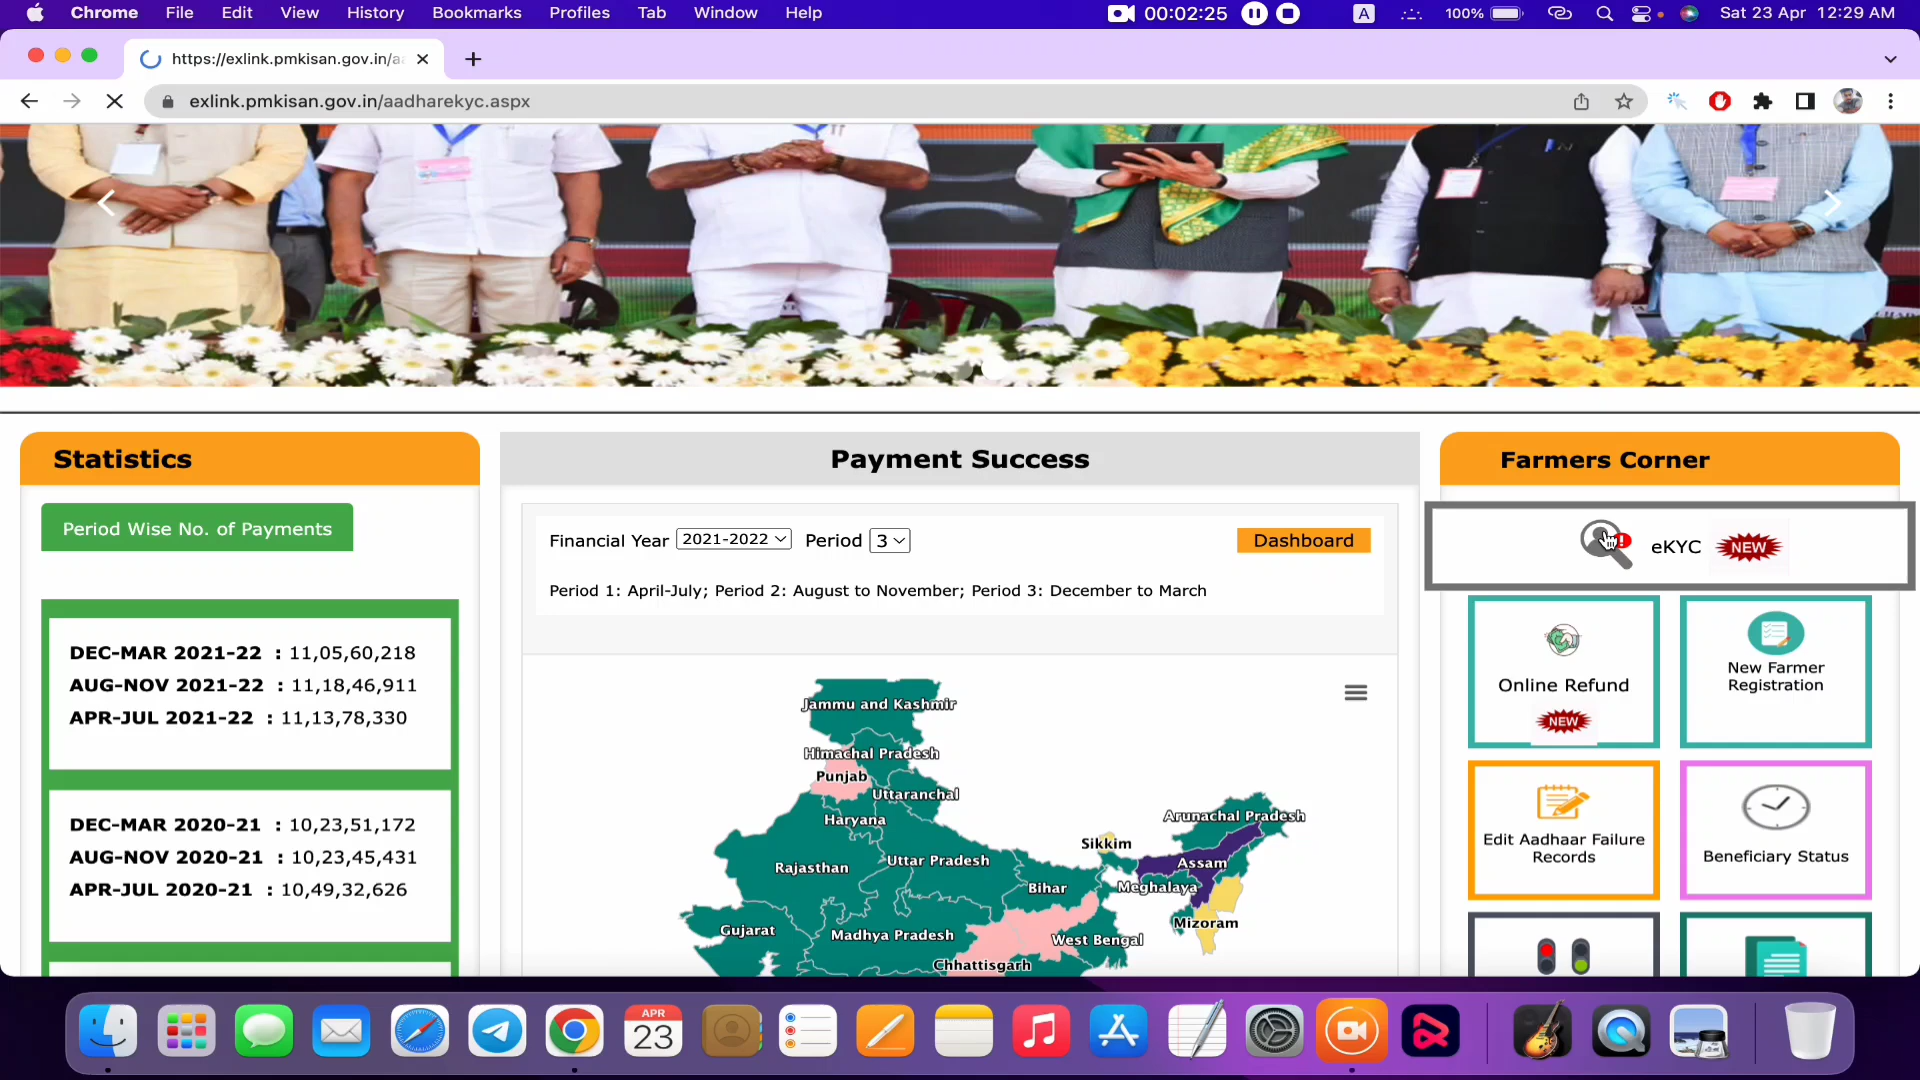 Chrome File Edit View History Bookmarks Profiles Tab Window Help 00:02:25 A 100% Sat 23 Apr 12:29 AM
https://exlink.pmkisan.gov.in/aa
exlink.pmkisan.gov.in/aadharekyc.aspx
Statistics
Period Wise No. of Payments
DEC-MAR 2021-22 : 11,05,60,218
AUG-NOV 2021-22 : 11,18,46,911
APR-JUL 2021-22 : 11,13,78,330
DEC-MAR 2020-21 : 10,23,51,172
AUG-NOV 2020-21 : 10,23,45,431
APR-JUL 2020-21 : 10,49,32,626
Payment Success
Financial Year 2021-2022 Period 3 Dashboard
Period 1: April-July; Period 2: August to November; Period 3: December to March
Jammu and Kashmir
Himachal Pradesh
Punjab
Uttaranchal
Haryana
Arunachal Pradesh
Sikkim
Rajasthan
Uttar Pradesh
Assam
Bihar
Meghalaya
Mizoram
Gujarat
Madhya Pradesh
West Bengal
Chhattisgarh
Farmers Corner
eKYC NEW
Online Refund
NEW
New Farmer
Registration
Edit Aadhaar Failure
Records
Beneficiary Status
APR
23